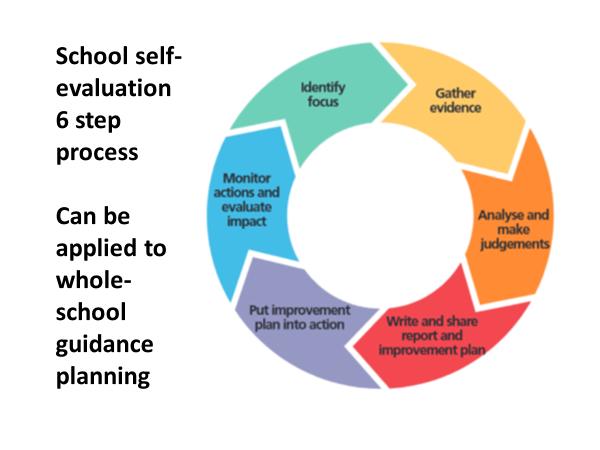 School self-
evaluation
6 step
process
Can be
applied to
whole-
school
guidance
planning
Identify
focus
Gather
evidence
Analyse and
make
judgements
Write and share
report and
improvement plan
Put improvement
plan into action
Monitor
actions and
evaluate
impact